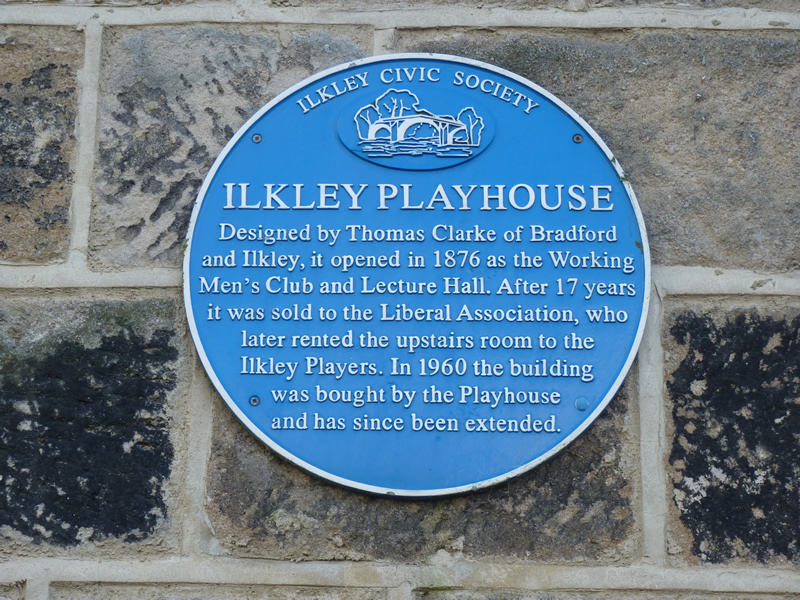 ILKLEY CIVIC SOCIETY
ILKLEY PLAYHOUSE
Designed by Thomas Clarke of Bradford
and Ilkley, it opened in 1876 as the Working
Men's Club and Lecture Hall. After 17 years
it was sold to the Liberal Association, who
later rented the upstairs room to the
Ilkley Players. In 1960 the building
was bought by the Playhouse
and has since been extended.